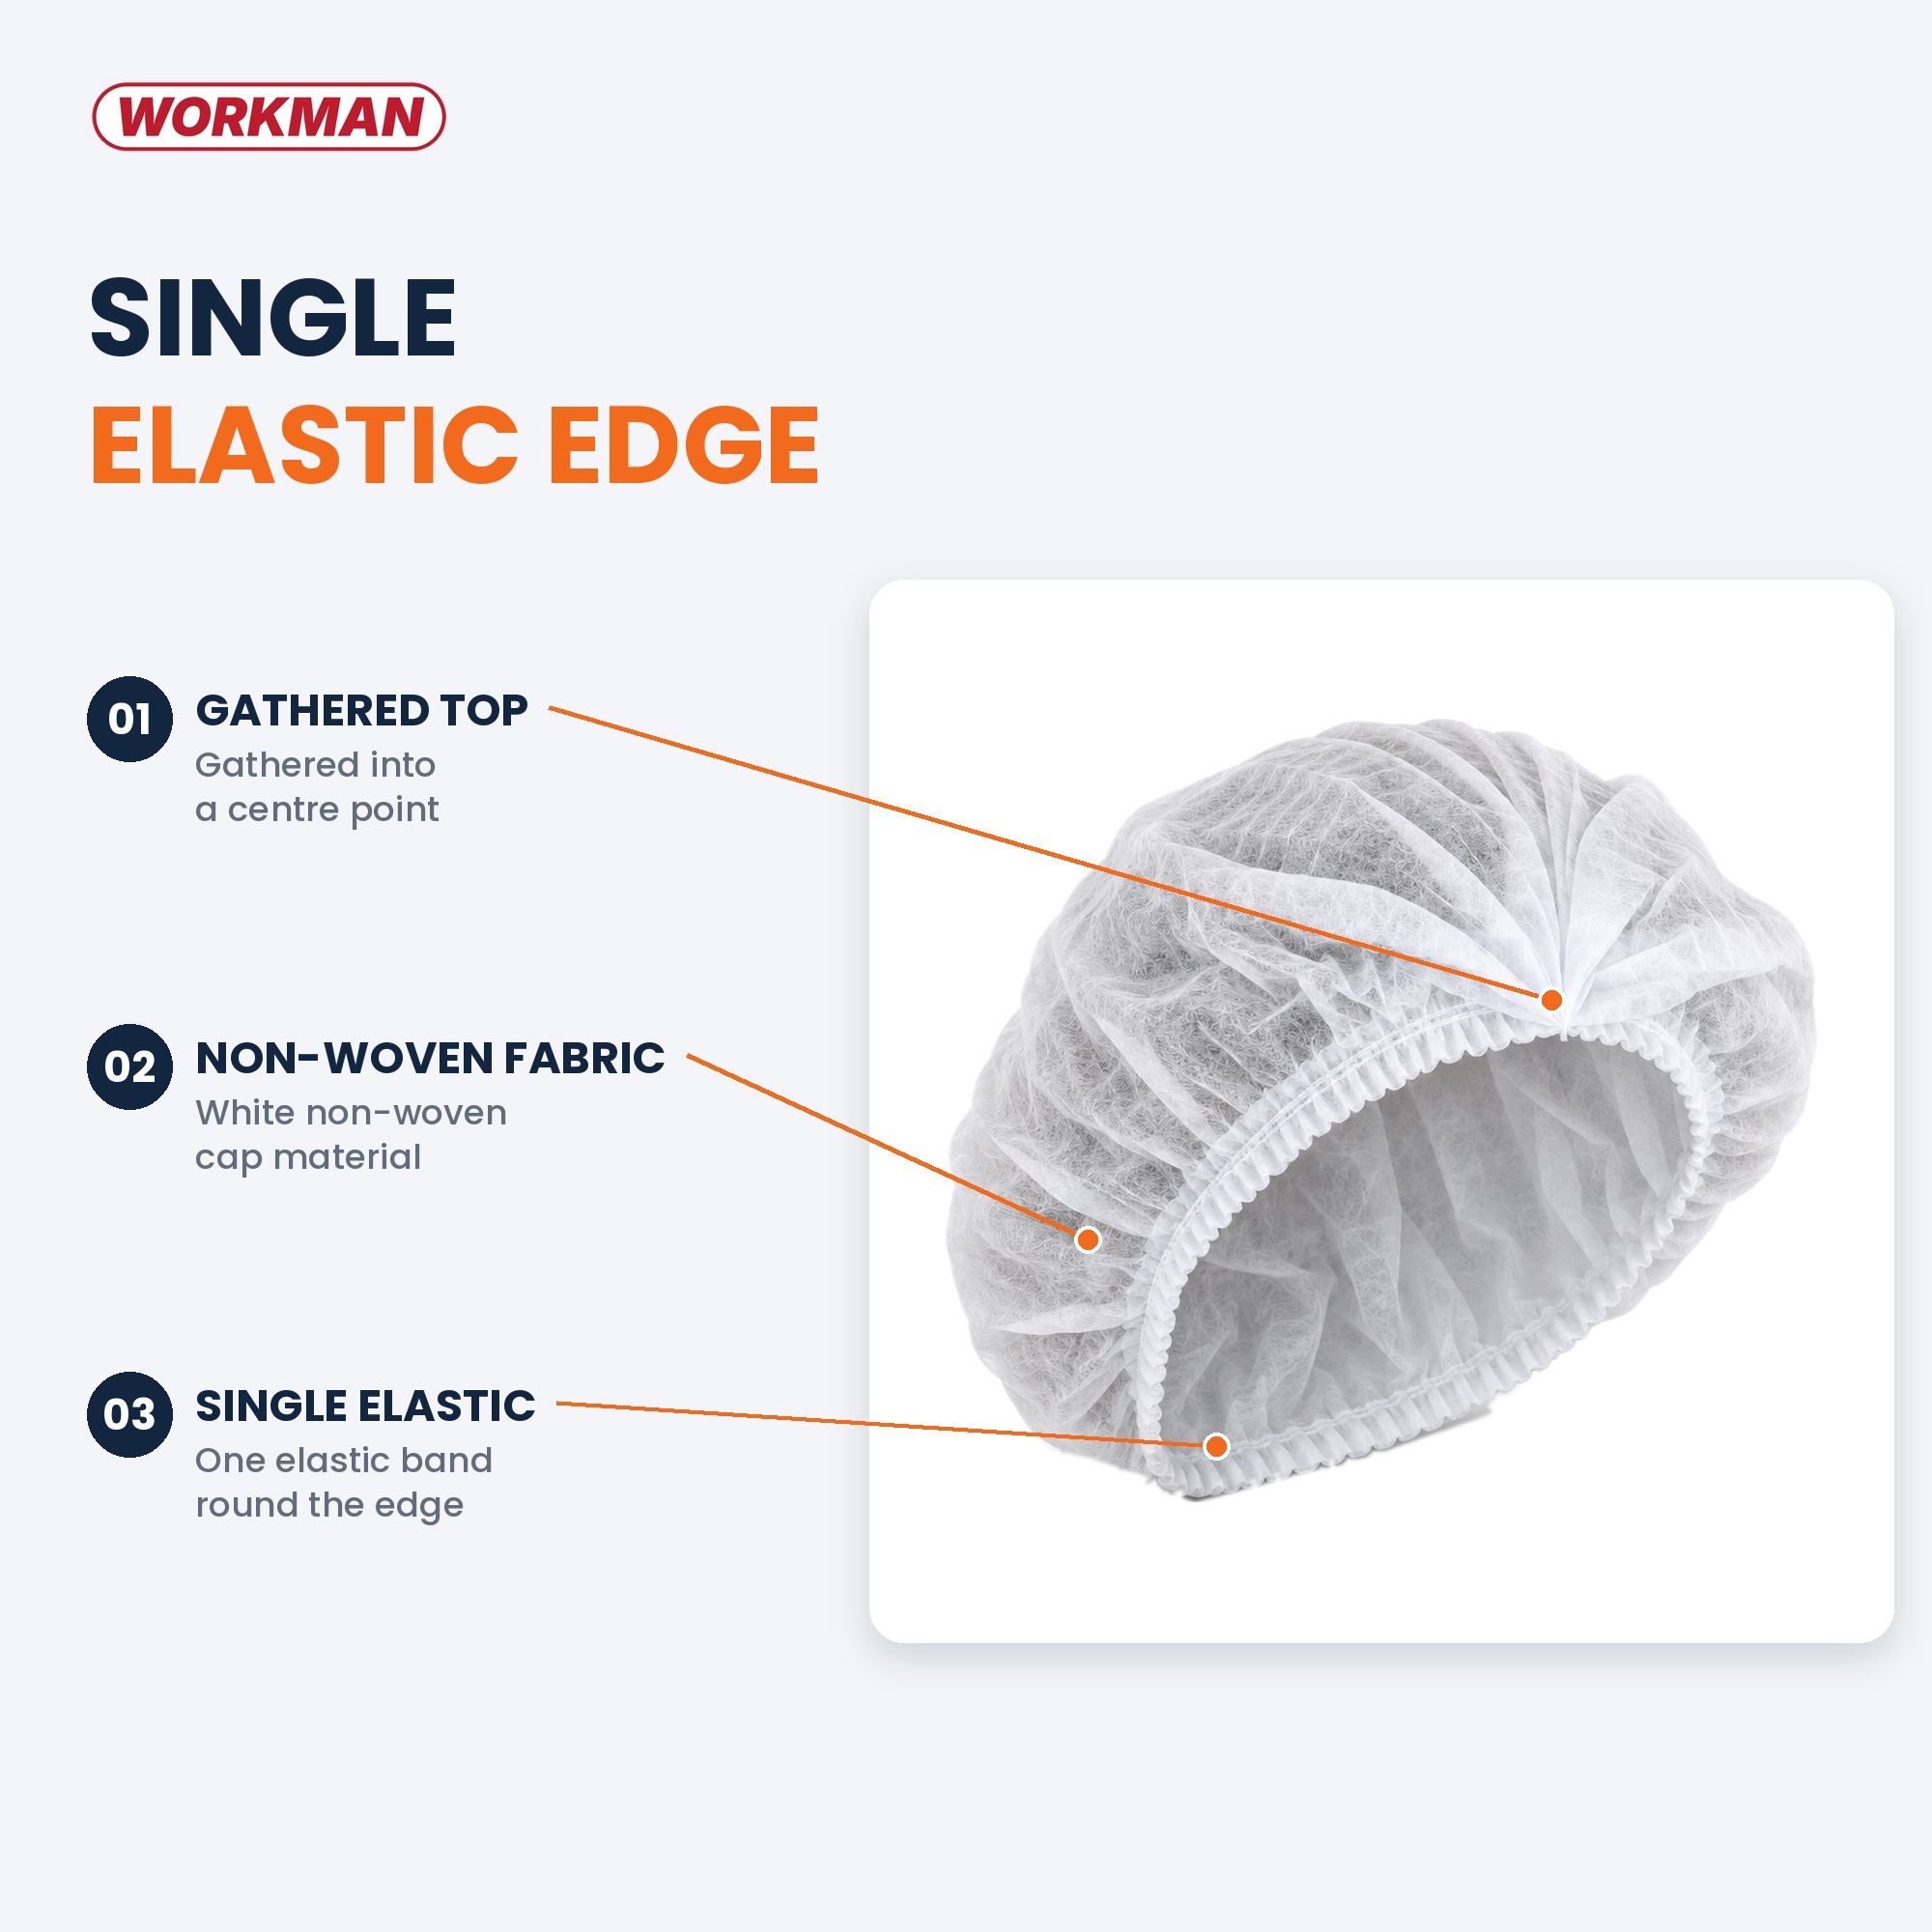 WORKMAN
SINGLE
ELASTIC EDGE
01
GATHERED TOP
Gathered into
a centre point
02
NON-WOVEN FABRIC
White non-woven
cap material
03
SINGLE ELASTIC
One elastic band
round the edge